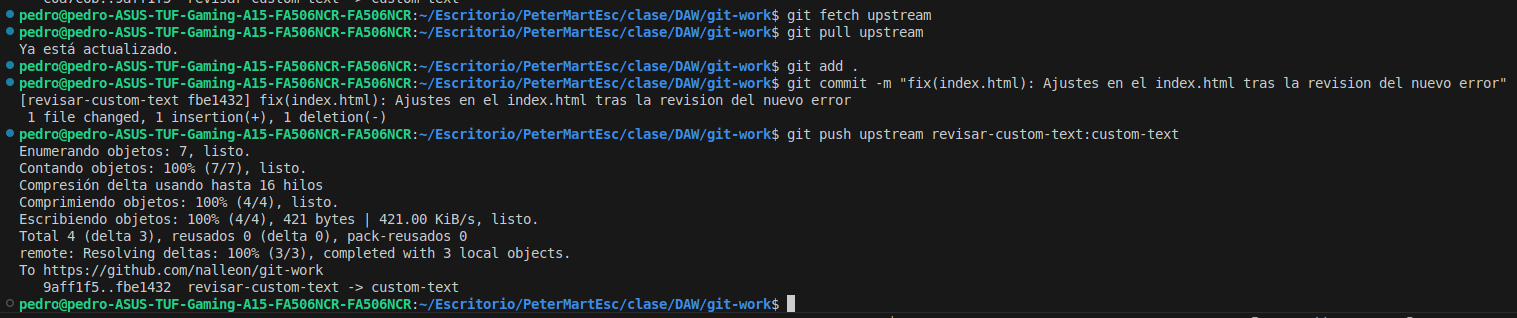 pedro@pedro-ASUS-TUF-Gaming-A15-FA506NCR-FA506NCR:~/Escritorio/PeterMartEsc/clase/DAW/git-work$ git fetch upstream
pedro@pedro-ASUS-TUF-Gaming-A15-FA506NCR-FA506NCR:~/Escritorio/PeterMartEsc/clase/DAW/git-work$ git pull upstream
Ya está actualizado.
pedro@pedro-ASUS-TUF-Gaming-A15-FA506NCR-FA506NCR:~/Escritorio/PeterMartEsc/clase/DAW/git-work$ git add .
pedro@pedro-ASUS-TUF-Gaming-A15-FA506NCR-FA506NCR:~/Escritorio/PeterMartEsc/clase/DAW/git-work$ git commit -m "fix(index.html): Ajustes en el index.html tras la revision del nuevo error"
[revisar-custom-text fbe1432] fix(index.html): Ajustes en el index.html tras la revision del nuevo error
1 file changed, 1 insertion(+), 1 deletion(-)
pedro@pedro-ASUS-TUF-Gaming-A15-FA506NCR-FA506NCR:~/Escritorio/PeterMartEsc/clase/DAW/git-work$ git push upstream revisar-custom-text:custom-text
Enumerando objetos: 7, listo.
Contando objetos: 100% (7/7), listo.
Compresión delta usando hasta 16 hilos
Comprimiendo objetos: 100% (4/4), listo.
Escribiendo objetos: 100% (4/4), 421 bytes | 421.00 KiB/s, listo.
Total 4 (delta 3), reusados 0 (delta 0), pack-reusados 0
remote: Resolving deltas: 100% (3/3), completed with 3 local objects.
To https://github.com/nalleon/git-work
9aff1f5..fbe1432  revisar-custom-text -> custom-text
pedro@pedro-ASUS-TUF-Gaming-A15-FA506NCR-FA506NCR:~/Escritorio/PeterMartEsc/clase/DAW/git-work$